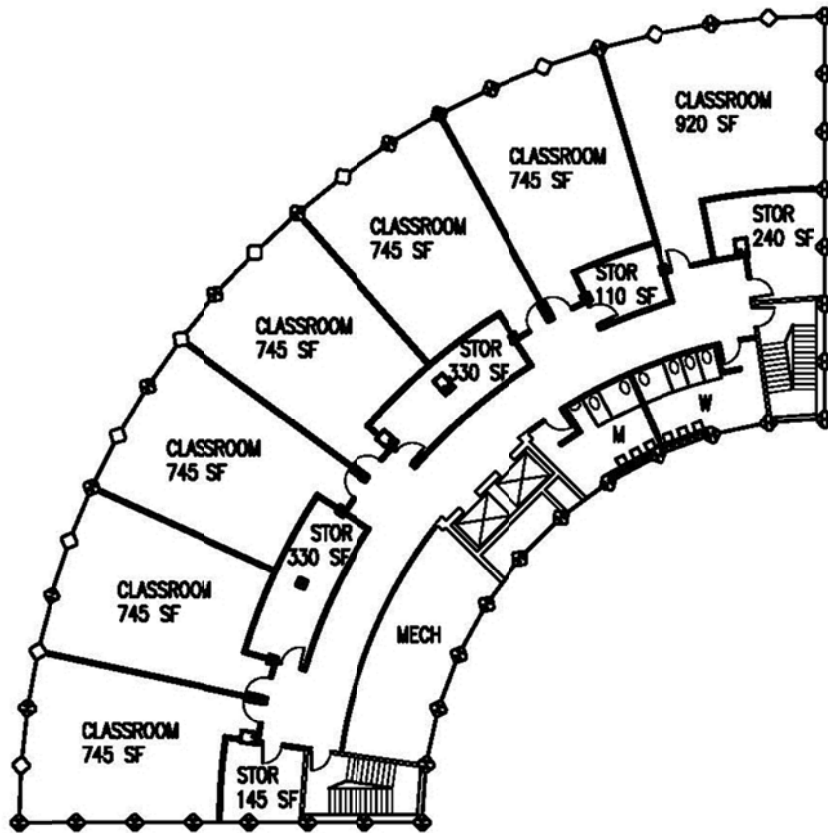 CLASSROOM
920 SF
CLASSROOM
745 SF
STOR
240 SF
CLASSROOM
745 SF
STOR
110 SF
CLASSROOM
745 SF
STOR
330 SF
W
M
CLASSROOM
745 SF
STOR
330 SF
CLASSROOM
745 SF
MECH
CLASSROOM
745 SF
STOR
145 SF